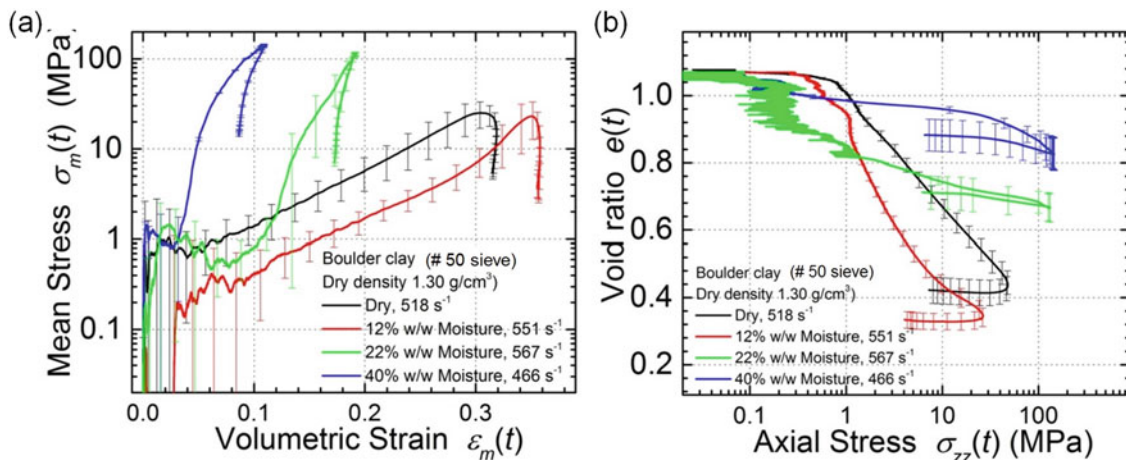 (a)
Mean Stress σm(t) (MPa)
100
10
1
0.1
Boulder clay (# 50 sieve)
Dry density 1.30 g/cm³)
Dry, 518 s⁻¹
12% w/w Moisture, 551 s⁻¹
22% w/w Moisture, 567 s⁻¹
40% w/w Moisture, 466 s⁻¹
0.0 0.1 0.2 0.3
Volumetric Strain εm(t)
(b)
Void ratio e(t)
1.0
0.8
0.6
0.4
0.2
Boulder clay (# 50 sieve)
Dry density 1.30 g/cm³)
Dry, 518 s⁻¹
12% w/w Moisture, 551 s⁻¹
22% w/w Moisture, 567 s⁻¹
40% w/w Moisture, 466 s⁻¹
0.1 1 10 100
Axial Stress σzz(t) (MPa)